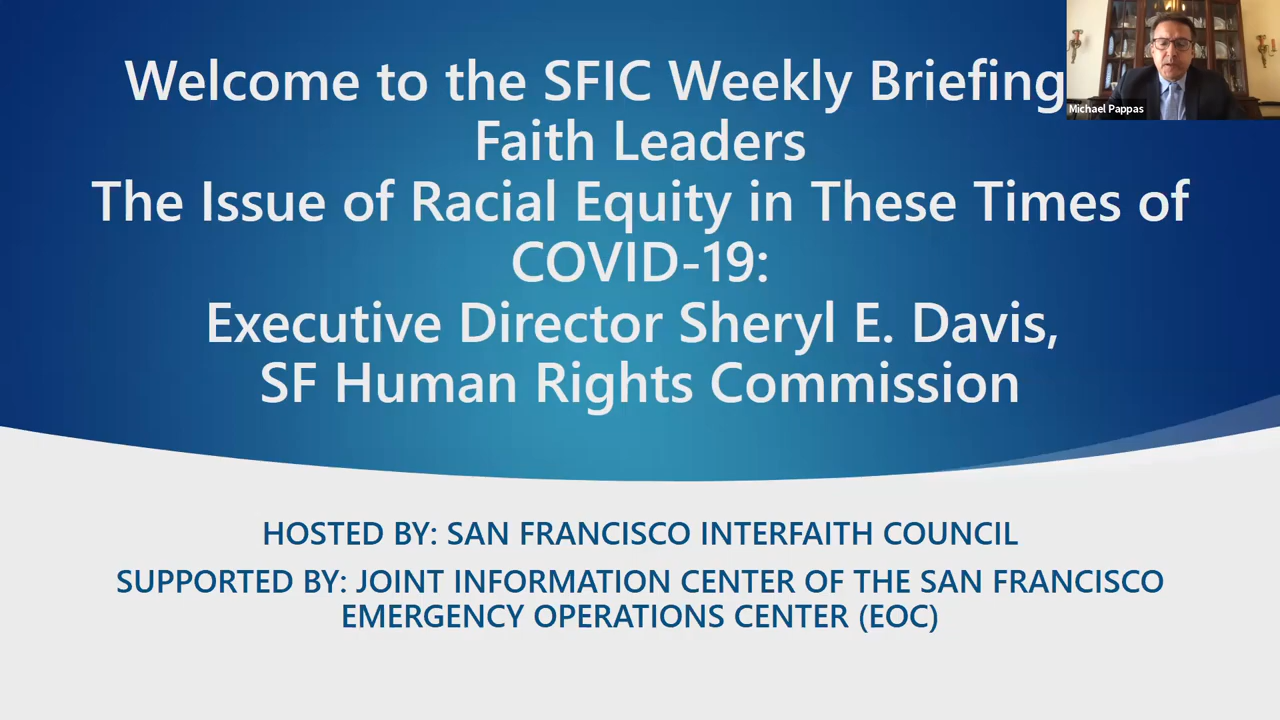 Welcome to the SFIC Weekly Briefing
Faith Leaders
The Issue of Racial Equity in These Times of
COVID-19:
Executive Director Sheryl E. Davis,
SF Human Rights Commission
Michael Pappas
HOSTED BY: SAN FRANCISCO INTERFAITH COUNCIL
SUPPORTED BY: JOINT INFORMATION CENTER OF THE SAN FRANCISCO
EMERGENCY OPERATIONS CENTER (EOC)